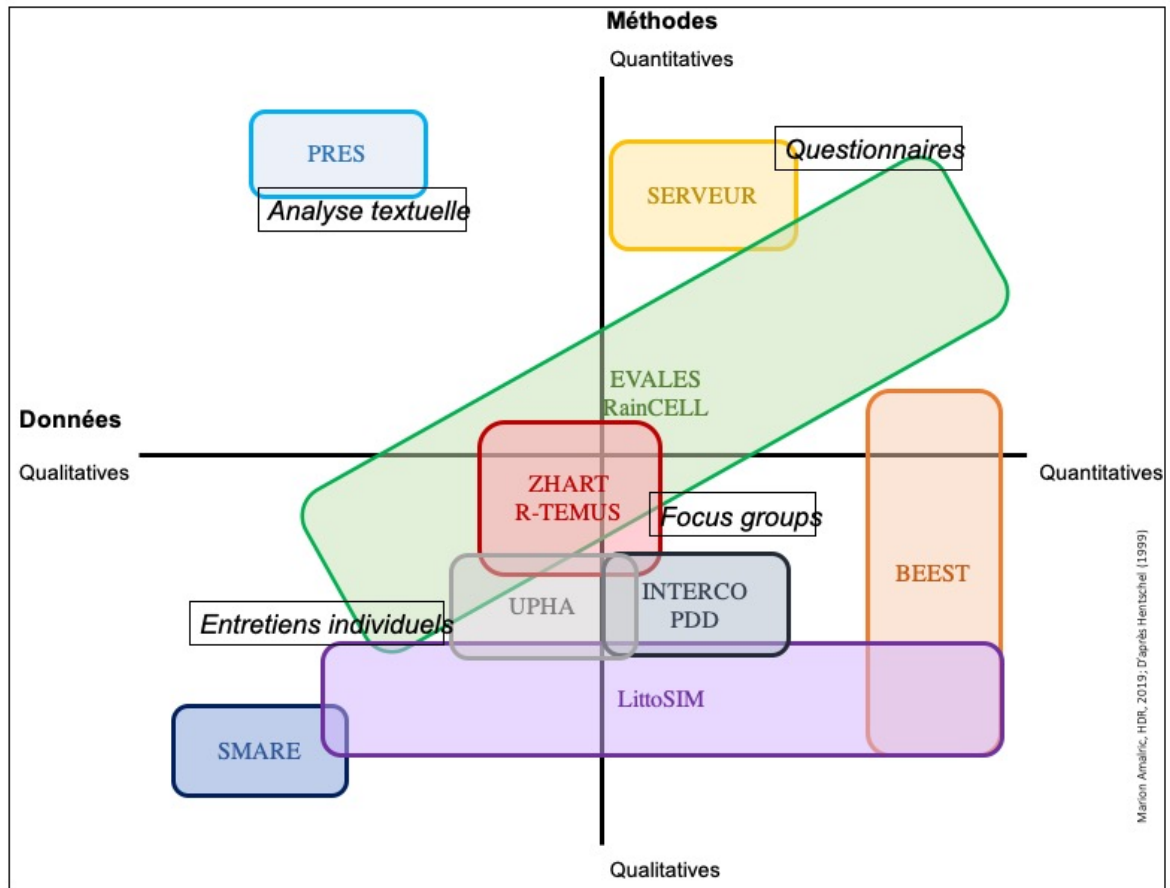 Méthodes
Quantitatives
PRES
Questionnaires
SERVEUR
Analyse textuelle
EVALES
RainCELL
Données
Qualitatives
Quantitatives
ZHART
R-TEMUS
Focus groups
BEEST
UPHA
INTERCO
PDD
Entretiens individuels
LittoSIM
SMARE
Qualitatives
Marion Amalric, HDR, 2019; D'après Hentschel (1999)